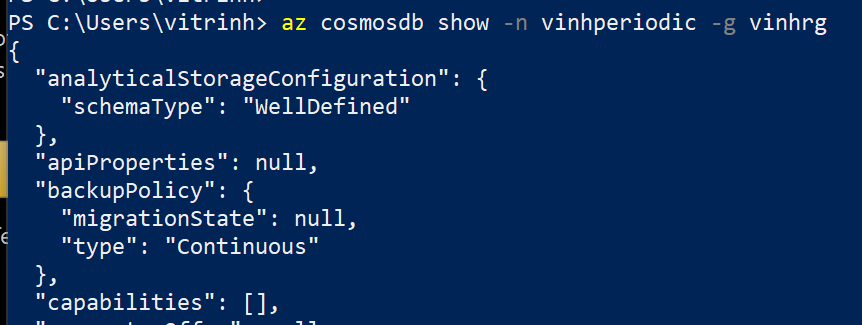 PS C:\Users\vitrinh> az cosmosdb show -n vinhperiodic -g vinhrg
{
  "analyticalStorageConfiguration": {
    "schemaType": "WellDefined"
  },
  "apiProperties": null,
  "backupPolicy": {
    "migrationState": null,
    "type": "Continuous"
  },
  "capabilities": [],